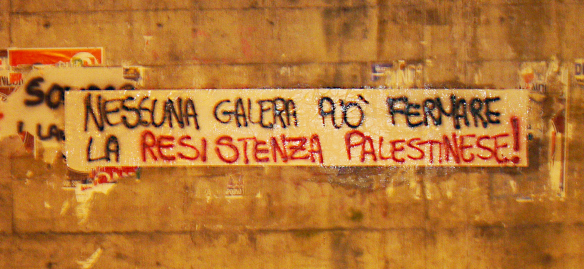 NESSUNA GALERA PUÒ FERMARE
LA RESISTENZA PALESTINESE!